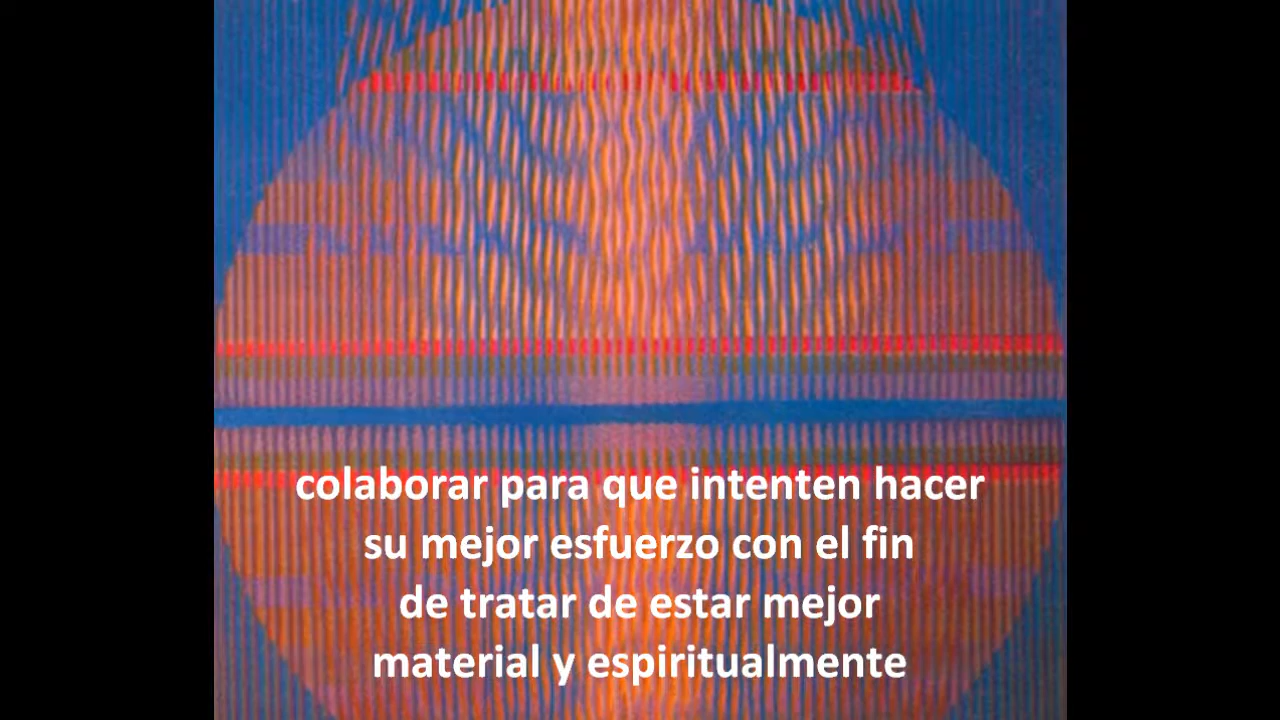 colaborar para que intenten hacer
su mejor esfuerzo con el fin
de tratar de estar mejor
material y espiritualmente